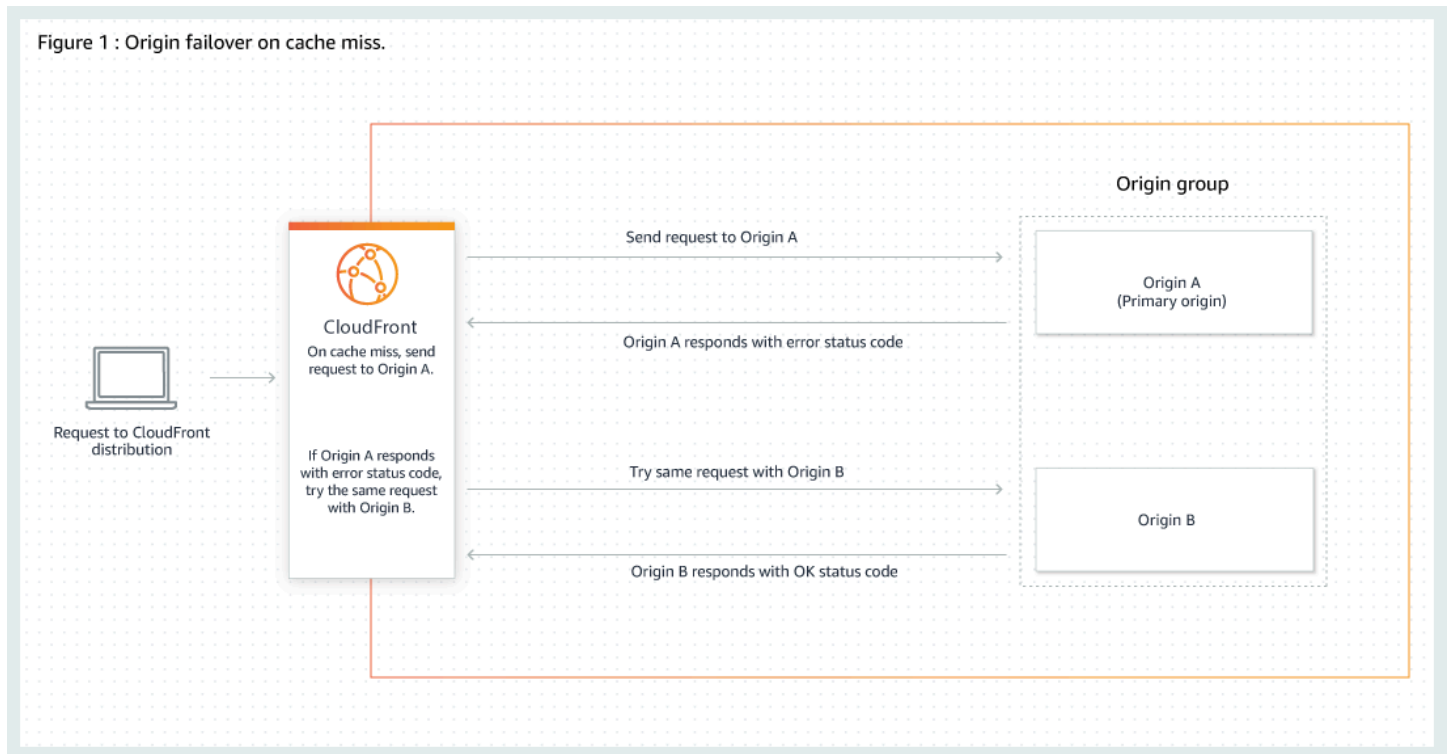 Figure 1 : Origin failover on cache miss.
Origin group
Send request to Origin A
Origin A
(Primary origin)
CloudFront
On cache miss, send
request to Origin A.
Origin A responds with error status code
Request to CloudFront
distribution
If Origin A responds
with error status code,
try the same request
with Origin B.
Try same request with Origin B
Origin B
Origin B responds with OK status code